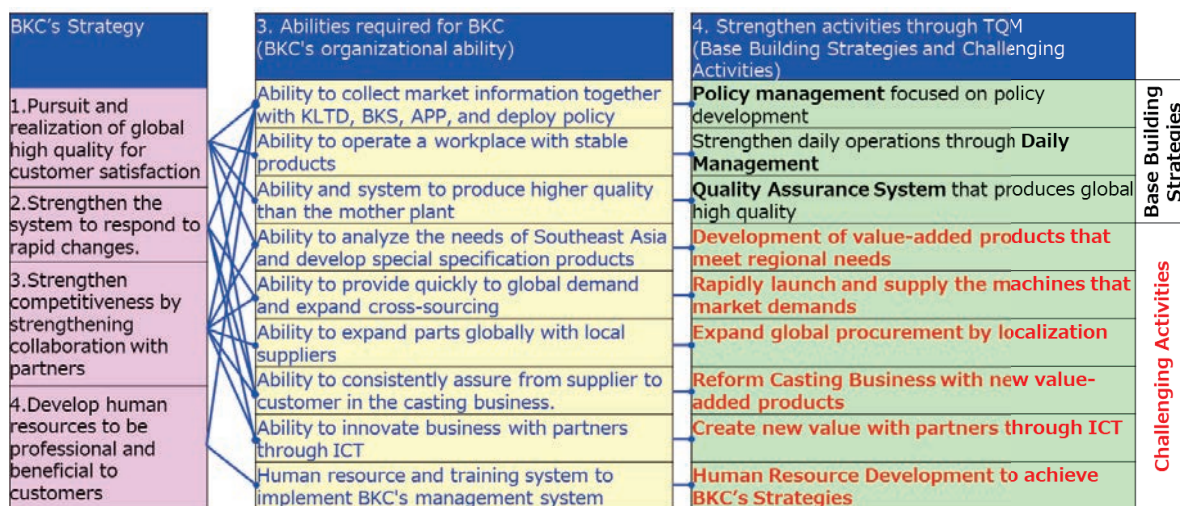 BKC's Strategy
1.Pursuit and
realization of global
high quality for
customer satisfaction
2.Strengthen the
system to respond to
rapid changes.
3.Strengthen
competitiveness by
strengthening
collaboration with
partners
4.Develop human
resources to be
professional and
beneficial to
customers
3. Abilities required for BKC
(BKC's organizational ability)
Ability to collect market information together
with KLTD, BKS, APP, and deploy policy
Ability to operate a workplace with stable
products
Ability and system to produce higher quality
than the mother plant
Ability to analyze the needs of Southeast Asia
and develop special specification products
Ability to provide quickly to global demand
and expand cross-sourcing
Ability to expand parts globally with local
suppliers
Ability to consistently assure from supplier to
customer in the casting business.
Ability to innovate business with partners
through ICT
Human resource and training system to
implement BKC's management system
4. Strengthen activities through TQM
(Base Building Strategies and Challenging
Activities)
Policy management focused on policy
development
Strengthen daily operations through Daily
Management
Quality Assurance System that produces global
high quality
Development of value-added products that
meet regional needs
Rapidly launch and supply the machines that
market demands
Expand global procurement by localization
Reform Casting Business with new value-
added products
Create new value with partners through ICT
Human Resource Development to achieve
BKC's Strategies
Base Building
Strategies
Challenging Activities